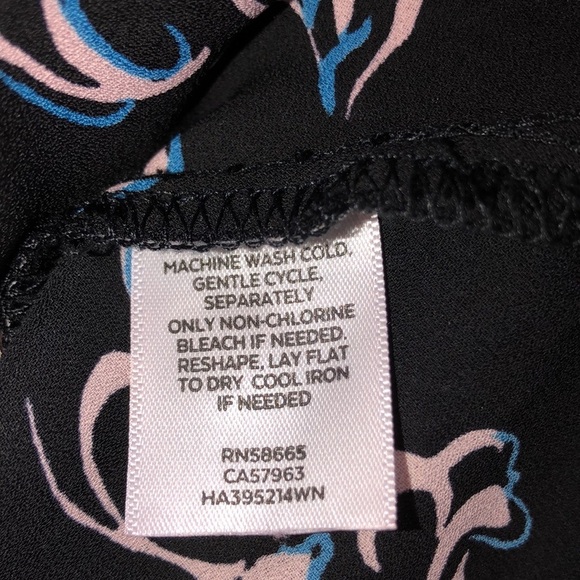 MACHINE WASH COLD.
GENTLE CYCLE,
SEPARATELY
ONLY NON-CHLORINE
BLEACH IF NEEDED.
RESHAPE, LAY FLAT
TO DRY COOL IRON
IF NEEDED
RN58665
CA57963
HA395214WN